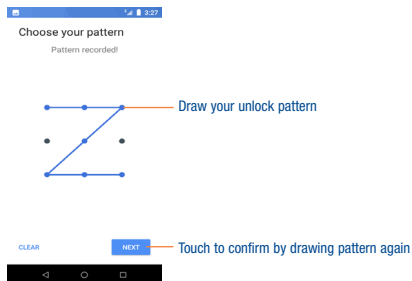 3:27
Choose your pattern
Pattern recorded!
Draw your unlock pattern
CLEAR
NEXT
Touch to confirm by drawing pattern again